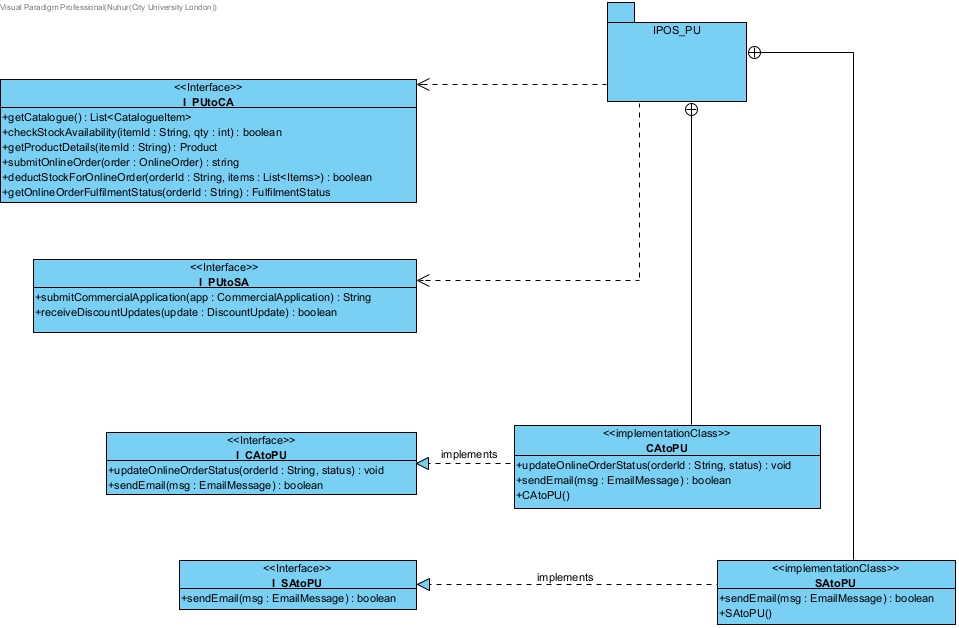 Visual Paradigm Professional(Nuhur(City University London))
IPOS_PU
<<Interface>>
I_PUtoCA
+getCatalogue() : List<CatalogueItem>
+checkStockAvailability(itemId : String, qty : int) : boolean
+getProductDetails(itemId : String) : Product
+submitOnlineOrder(order : OnlineOrder) : string
+deductStockForOnlineOrder(orderId : String, items : List<Items>) : boolean
+getOnlineOrderFulfilmentStatus(orderId : String) : FulfilmentStatus
<<Interface>>
I_PUtoSA
+submitCommercialApplication(app : CommercialApplication) : String
+receiveDiscountUpdates(update : DiscountUpdate) : boolean
<<Interface>>
I_CAtoPU
+updateOnlineOrderStatus(orderId : String, status) : void
+sendEmail(msg : EmailMessage) : boolean
implements
<<implementationClass>>
CAtoPU
+updateOnlineOrderStatus(orderId : String, status) : void
+sendEmail(msg : EmailMessage) : boolean
+CAtoPU()
<<Interface>>
I_SAtoPU
+sendEmail(msg : EmailMessage) : boolean
implements
<<implementationClass>>
SAtoPU
+sendEmail(msg : EmailMessage) : boolean
+SAtoPU()